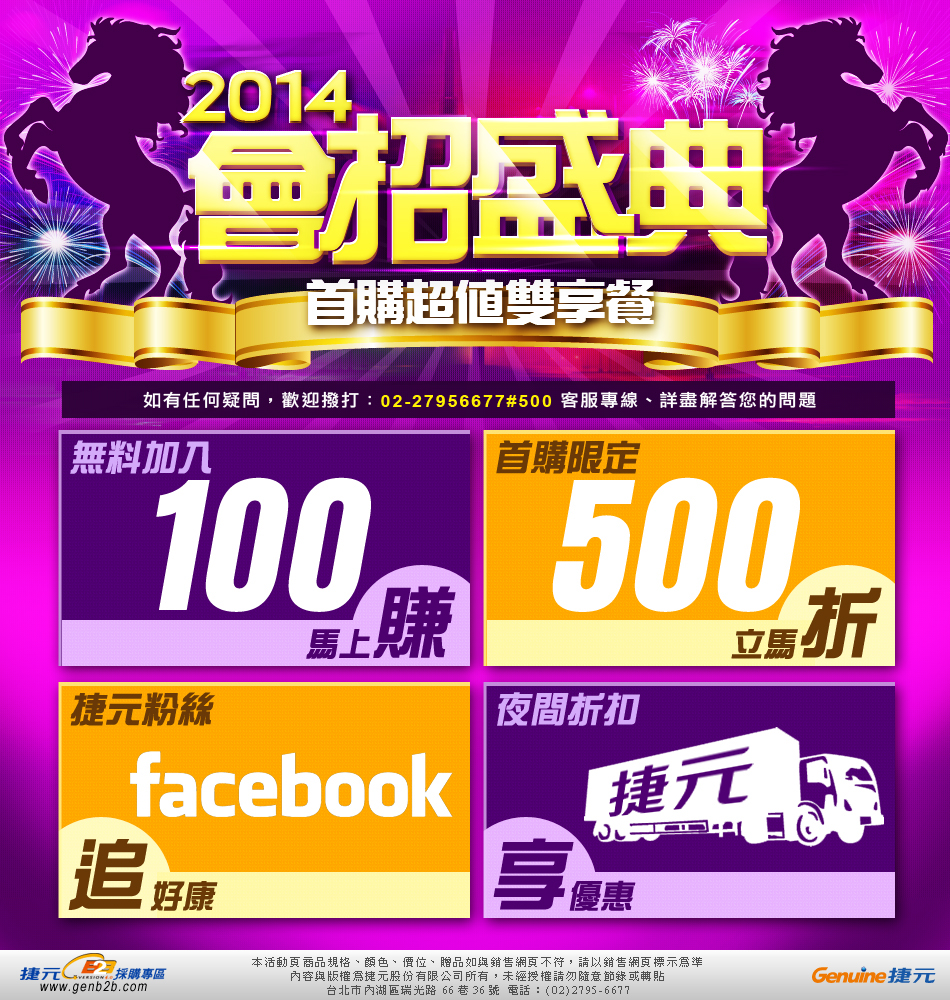 2014
會招盛典
首購超值雙享餐
如有任何疑問，歡迎撥打：02-27956677#500 客服專線、詳盡解答您的問題
無料加入
100
馬上賺
首購限定
500
立馬折
捷元粉絲
facebook
追好康
夜間折扣
捷元
享優惠
捷元 B2B VERSION 採購專區
www.genb2b.com
本活動頁商品規格、顏色、價位、贈品如與銷售網頁不符，請以銷售網頁標示為準
內容與版權為捷元股份有限公司所有，未經授權請勿隨意節錄或轉貼
台北市內湖區瑞光路 66 巷 36 號 電話：(02)2795-6677
Genuine捷元